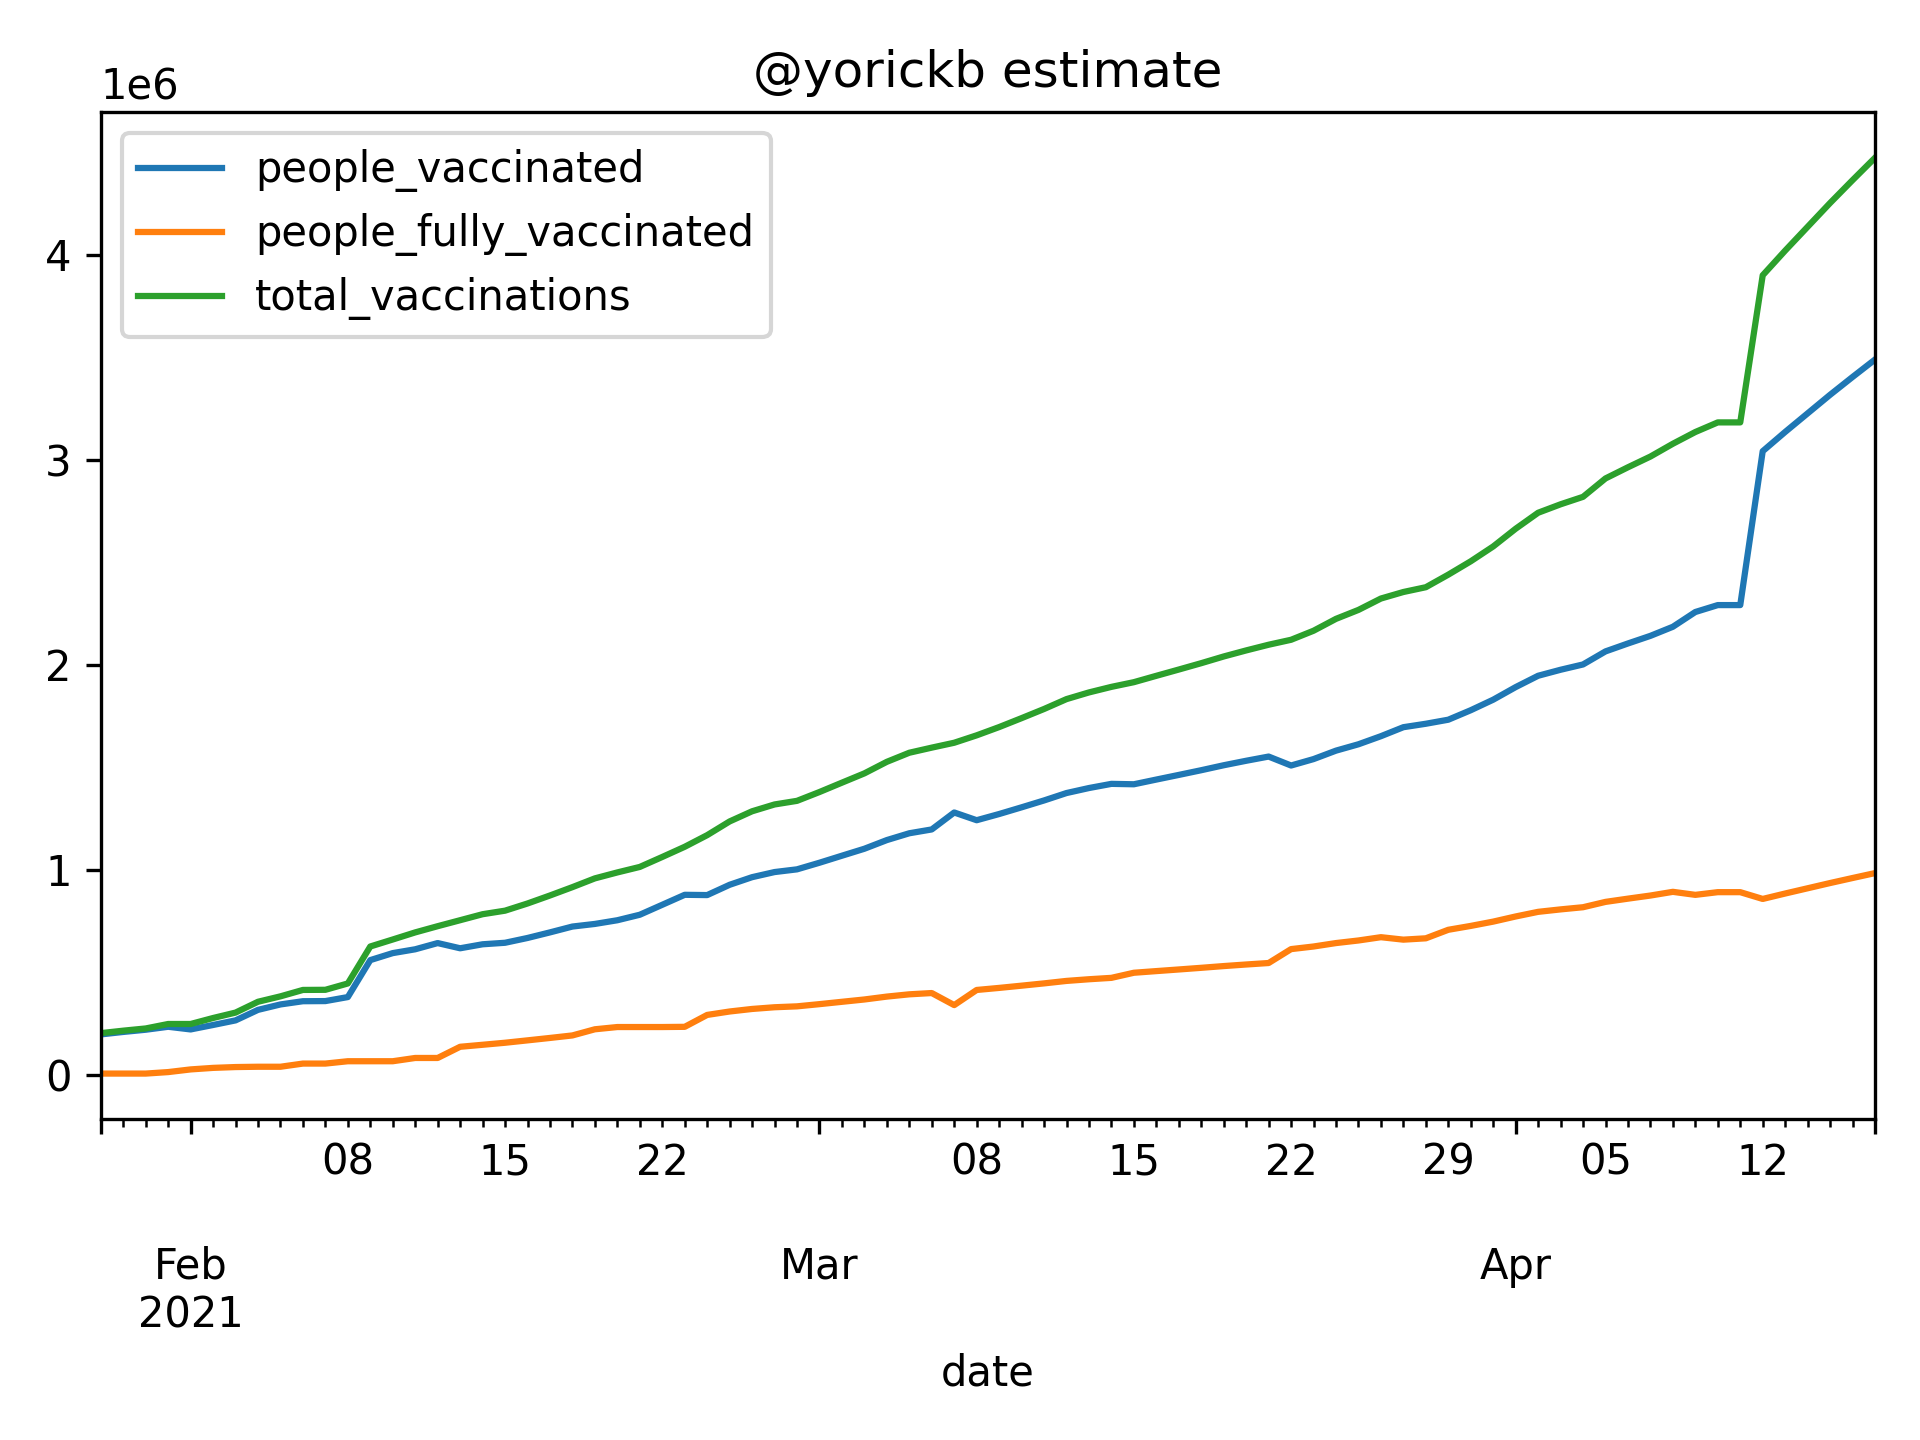 @yorickb estimate
1e6
people_vaccinated
people_fully_vaccinated
total_vaccinations
4
3
2
1
0
08 15 22 08 15 22 29 05 12
Feb Mar Apr
2021
date